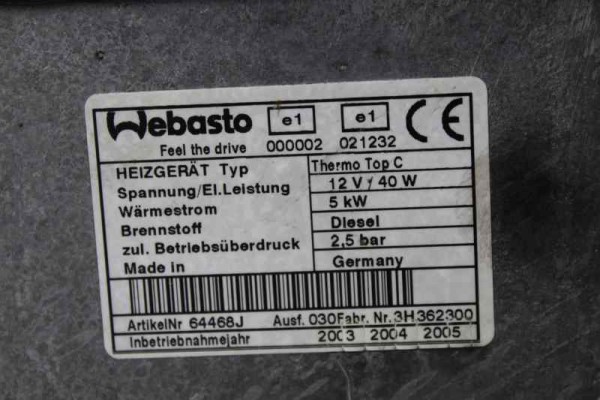 Webasto e1 e1 CE
Feel the drive 000002 021232
HEIZGERÄT Typ Thermo Top C
Spannung/El.Leistung 12 V / 40 W
Wärmestrom 5 kW
Brennstoff Diesel
zul. Betriebsüberdruck 2,5 bar
Made in Germany
ArtikelNr 64468J Ausf. 030 Fabr. Nr. 3H362300
Inbetriebnahmejahr 2003 2004 2005